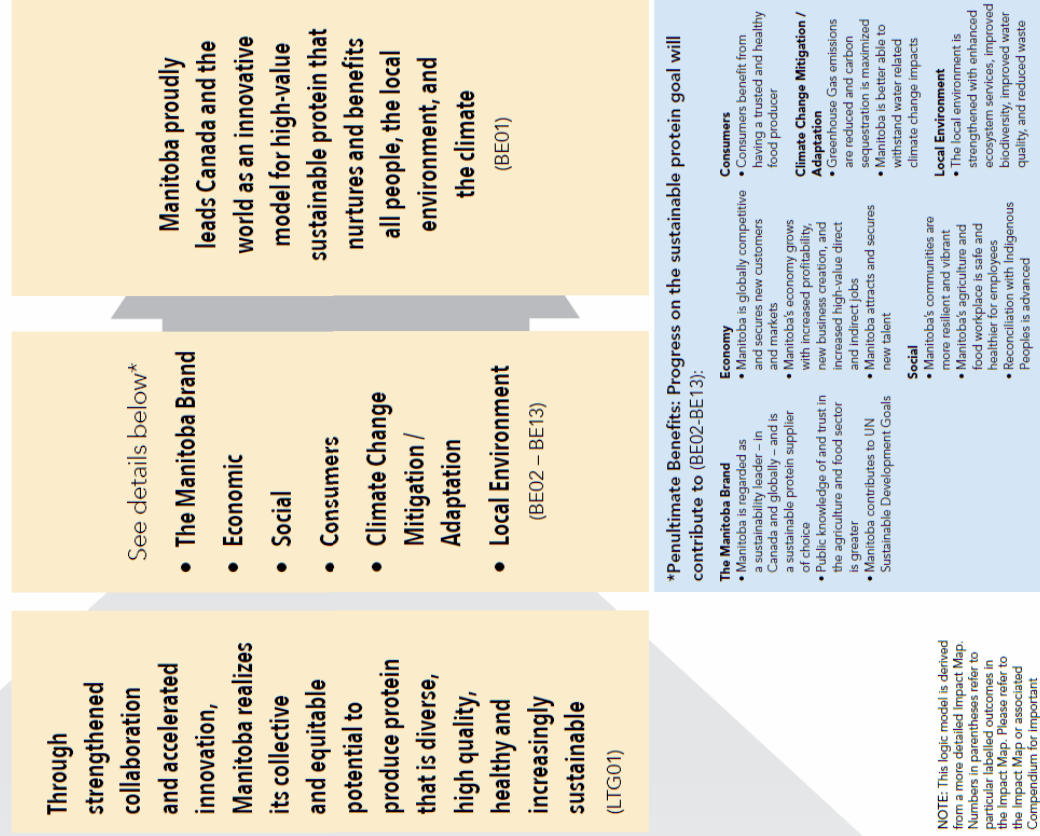 Through
strengthened
collaboration
and accelerated
innovation,
Manitoba realizes
its collective
and equitable
potential to
produce protein
that is diverse,
high quality,
healthy and
increasingly
sustainable
(LTG01)
See details below*
• The Manitoba Brand
• Economic
• Social
• Consumers
• Climate Change
Mitigation /
Adaptation
• Local Environment
(BE02 – BE13)
Manitoba proudly
leads Canada and the
world as an innovative
model for high-value
sustainable protein that
nurtures and benefits
all people, the local
environment, and
the climate
(BE01)
*Penultimate Benefits: Progress on the sustainable protein goal will
contribute to (BE02-BE13):
The Manitoba Brand
• Manitoba is regarded as
a sustainability leader – in
Canada and globally – and is
a sustainable protein supplier
of choice
• Public knowledge of and trust in
the agriculture and food sector
is greater
• Manitoba contributes to UN
Sustainable Development Goals
Economy
• Manitoba is globally competitive
and secures new customers
and markets
• Manitoba's economy grows
with increased profitability,
new business creation, and
increased high-value direct
and indirect jobs
• Manitoba attracts and secures
new talent
Social
• Manitoba's communities are
more resilient and vibrant
• Manitoba's agriculture and
food workplace is safe and
healthier for employees
• Reconciliation with Indigenous
Peoples is advanced
Consumers
• Consumers benefit from
having a trusted and healthy
food producer
Climate Change Mitigation /
Adaptation
• Greenhouse Gas emissions
are reduced and carbon
sequestration is maximized
• Manitoba is better able to
withstand water related
climate change impacts
Local Environment
• The local environment is
strengthened with enhanced
ecosystem services, improved
biodiversity, improved water
quality, and reduced waste
NOTE: This logic model is derived
from a more detailed Impact Map.
Numbers in parentheses refer to
particular labelled outcomes in
the Impact Map. Please refer to
the Impact Map or associated
Compendium for important